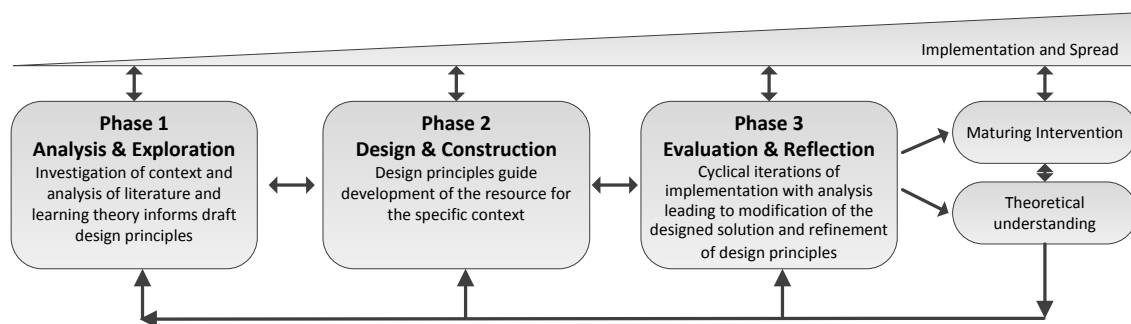 Implementation and Spread
Phase 1
Analysis & Exploration
Investigation of context and
analysis of literature and
learning theory informs draft
design principles
Phase 2
Design & Construction
Design principles guide
development of the resource for
the specific context
Phase 3
Evaluation & Reflection
Cyclical iterations of
implementation with analysis
leading to modification of the
designed solution and refinement
of design principles
Maturing Intervention
Theoretical
understanding